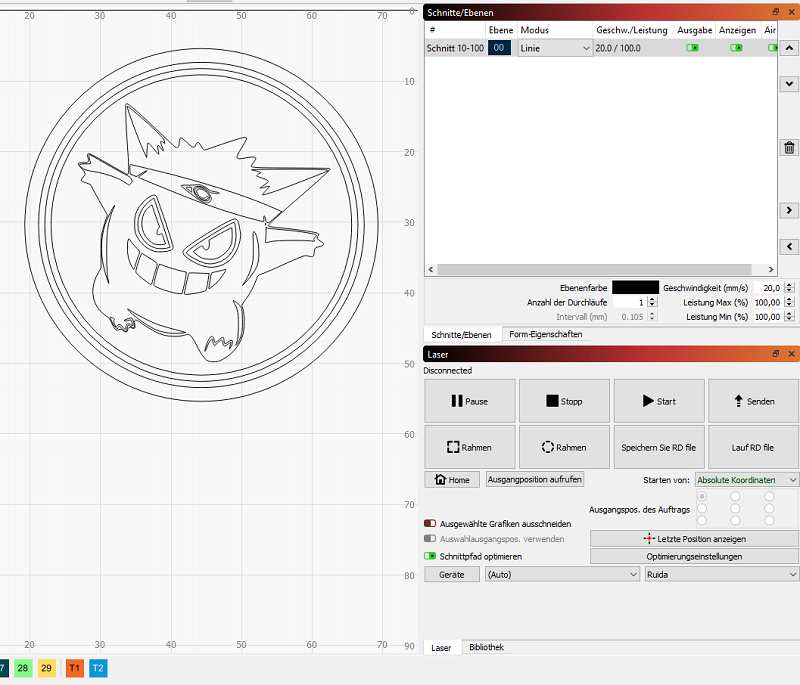 20 30 40 50 60 70 0
10
20
30
40
50
60
70
80
90
20 30 40 50 60 70
7 28 29 T1 T2
Schnitte/Ebenen
# Ebene Modus Geschw./Leistung Ausgabe Anzeigen Air
Schnitt 10-100 00 Linie 20.0 / 100.0
Ebenenfarbe Geschwindigkeit (mm/s) 20,0
Anzahl der Durchläufe 1 Leistung Max (%) 100,00
Intervall (mm) 0.105 Leistung Min (%) 100,00
Schnitte/Ebenen Form-Eigenschaften
Laser
Disconnected
Pause Stopp Start Senden
Rahmen Rahmen Speichern Sie RD file Lauf RD file
Home Ausgangposition aufrufen Starten von: Absolute Koordinaten
Ausgangspos. des Auftrags
Ausgewählte Grafiken ausschneiden
Auswahlausgangspos. verwenden Letzte Position anzeigen
Schnittpfad optimieren Optimierungseinstellungen
Geräte (Auto) Ruida
Laser Bibliothek